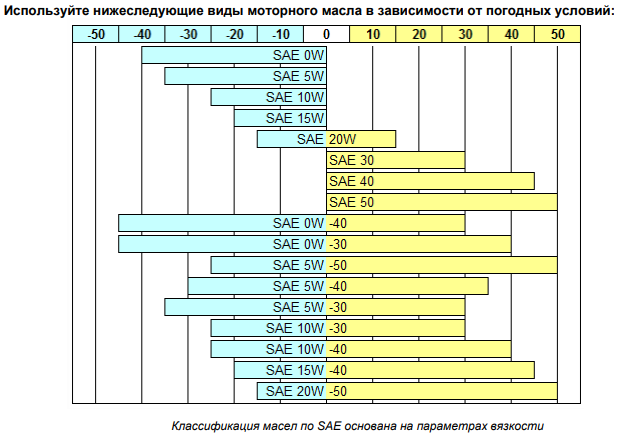 Используйте нижеследующие виды моторного масла в зависимости от погодных условий:
-50 -40 -30 -20 -10 0 10 20 30 40 50
SAE 0W
SAE 5W
SAE 10W
SAE 15W
SAE 20W
SAE 30
SAE 40
SAE 50
SAE 0W -40
SAE 0W -30
SAE 5W -50
SAE 5W -40
SAE 5W -30
SAE 10W -30
SAE 10W -40
SAE 15W -40
SAE 20W -50
Классификация масел по SAE основана на параметрах вязкости